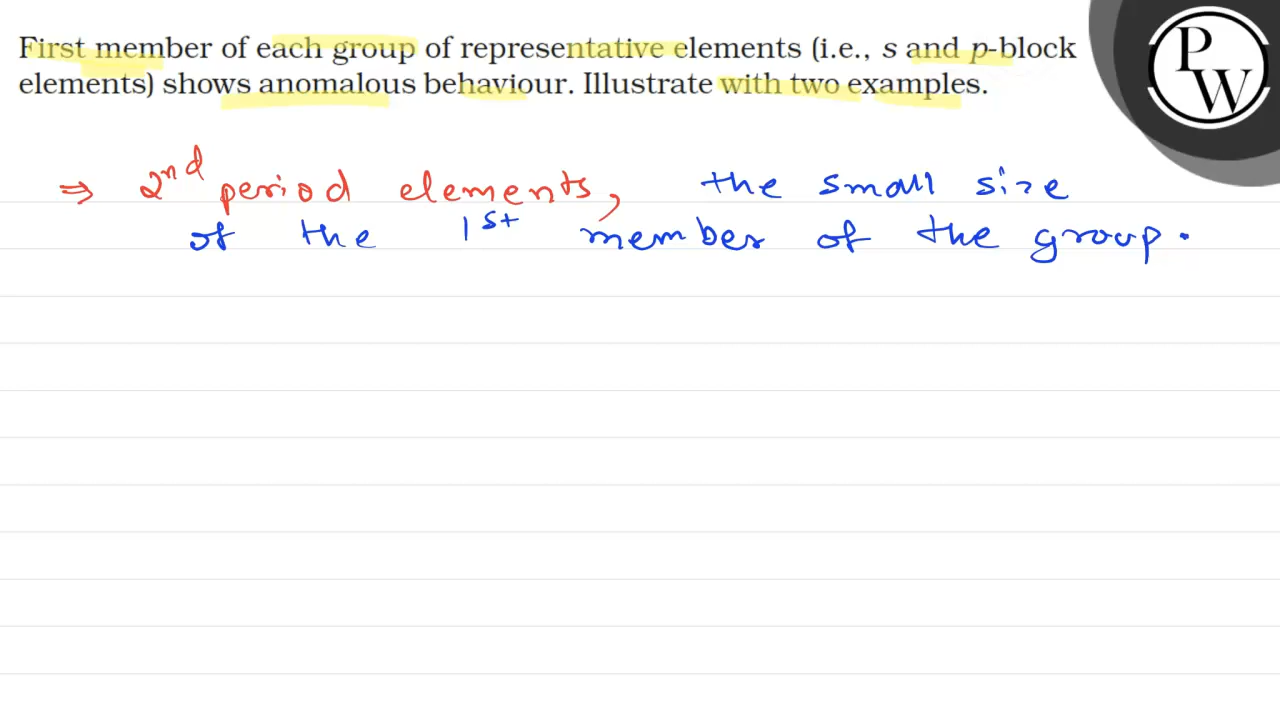 First member of each group of representative elements (i.e., s and p-block
elements) shows anomalous behaviour. Illustrate with two examples.
P
W
⇒ 2nd period elements, the small size
of the 1st member of the group.